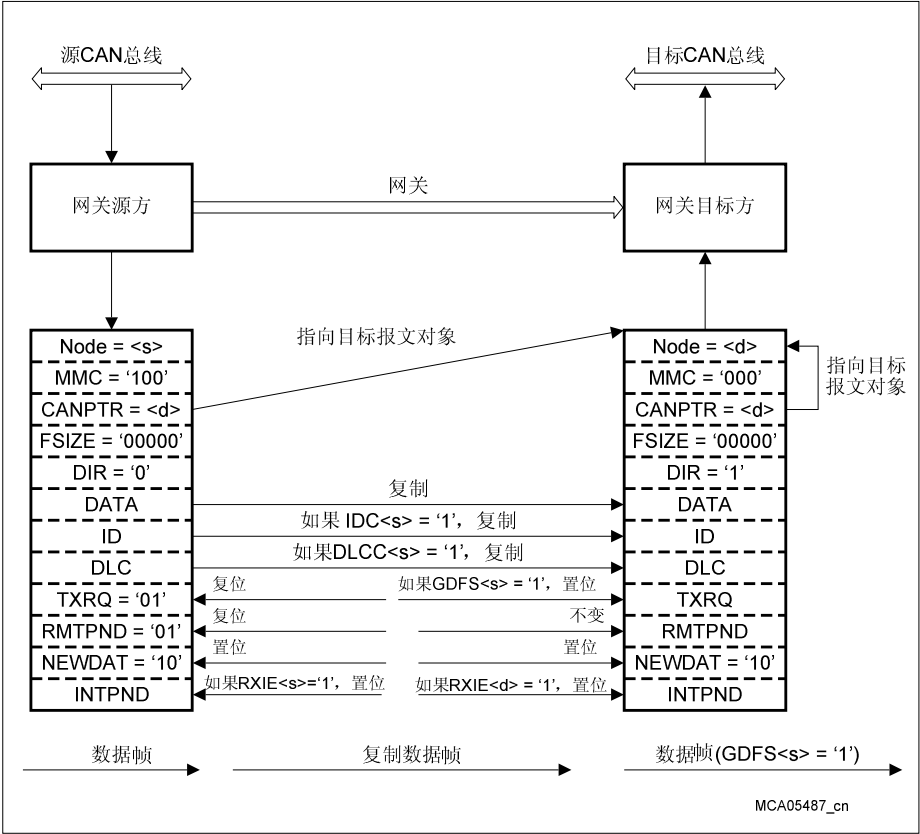 源CAN总线
目标CAN总线
网关源方
网关
网关目标方
指向目标报文对象
Node = <s>
MMC = ‘100’
CANPTR = <d>
FSIZE = ‘00000’
DIR = ‘0’
DATA
ID
DLC
TXRQ = ‘01’
RMTPND = ‘01’
NEWDAT = ‘10’
INTPND
复制
如果 IDC<s> = ‘1’，复制
如果DLCC<s> = ‘1’，复制
复位
如果GDFS<s> = ‘1’，置位
复位
不变
置位
置位
如果RXIE<s>=‘1’，置位
如果RXIE<d> = ‘1’，置位
Node = <d>
MMC = ‘000’
CANPTR = <d>
FSIZE = ‘00000’
DIR = ‘1’
DATA
ID
DLC
TXRQ
RMTPND
NEWDAT = ‘10’
INTPND
指向目标
报文对象
数据帧
复制数据帧
数据帧(GDFS<s> = ‘1’)
MCA05487_cn